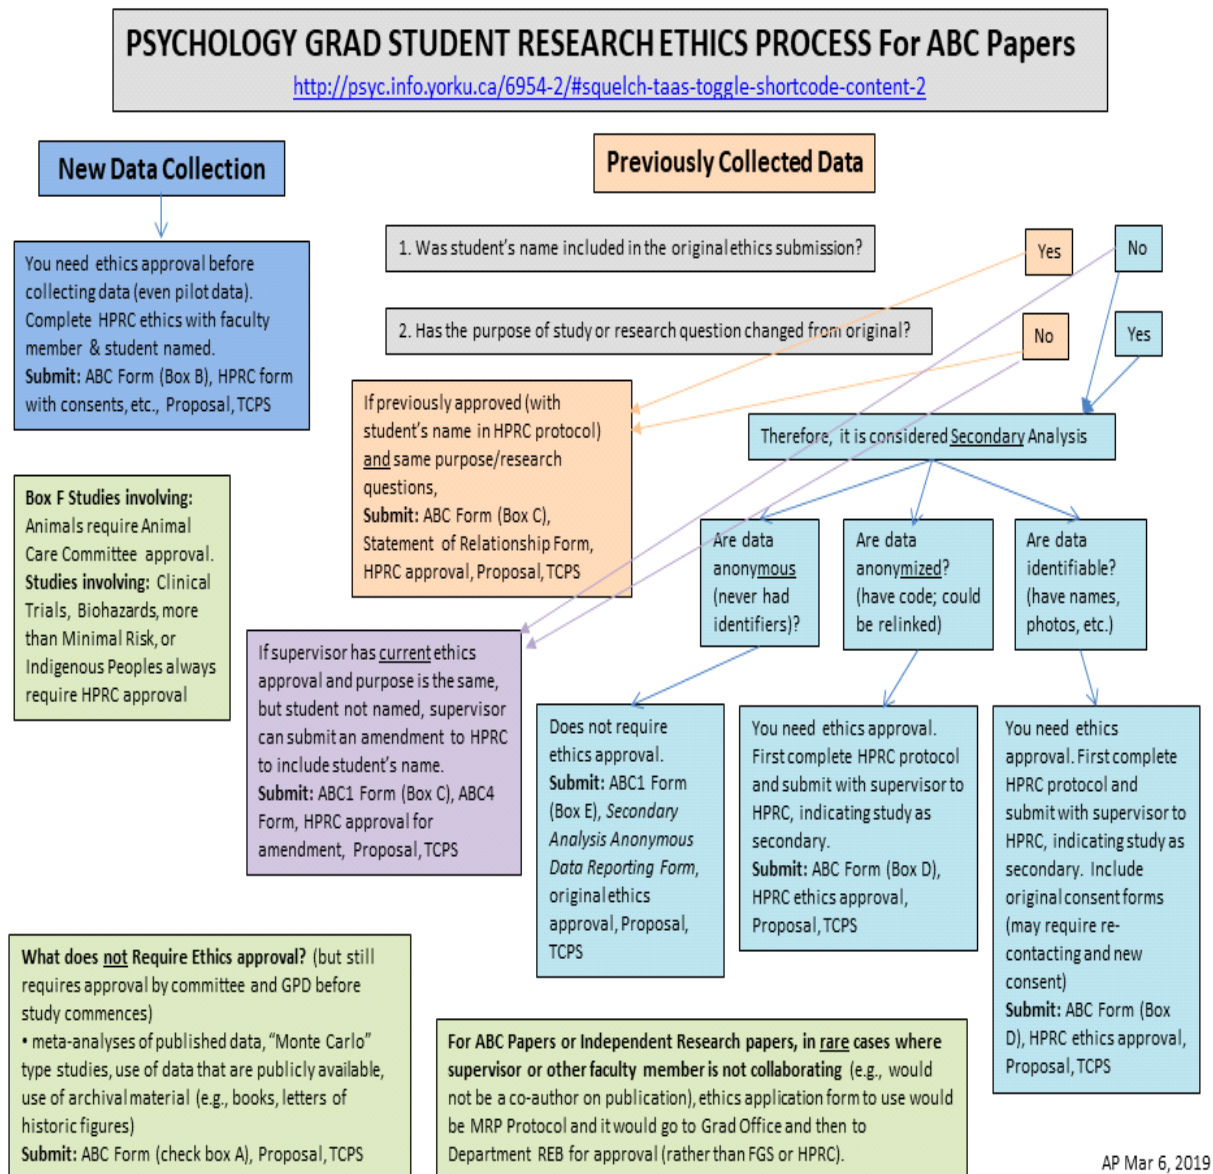 PSYCHOLOGY GRAD STUDENT RESEARCH ETHICS PROCESS For ABC Papers
http://psyc.info.yorku.ca/6954-2/#squelch-taas-toggle-shortcode-content-2
New Data Collection
You need ethics approval before
collecting data (even pilot data).
Complete HPRC ethics with faculty
member & student named.
Submit: ABC Form (Box B), HPRC form
with consents, etc., Proposal, TCPS
Box F Studies involving:
Animals require Animal
Care Committee approval.
Studies involving: Clinical
Trials, Biohazards, more
than Minimal Risk, or
Indigenous Peoples always
require HPRC approval
Previously Collected Data
1. Was student's name included in the original ethics submission?
Yes
No
2. Has the purpose of study or research question changed from original?
No
Yes
If previously approved (with
student's name in HPRC protocol)
and same purpose/research
questions,
Submit: ABC Form (Box C),
Statement of Relationship Form,
HPRC approval, Proposal, TCPS
Therefore, it is considered Secondary Analysis
If supervisor has current ethics
approval and purpose is the same,
but student not named, supervisor
can submit an amendment to HPRC
to include student's name.
Submit: ABC1 Form (Box C), ABC4
Form, HPRC approval for
amendment, Proposal, TCPS
Are data
anonymous
(never had
identifiers)?
Are data
anonymized?
(have code; could
be relinked)
Are data
identifiable?
(have names,
photos, etc.)
Does not require
ethics approval.
Submit: ABC1 Form
(Box E), Secondary
Analysis Anonymous
Data Reporting Form,
original ethics
approval, Proposal,
TCPS
You need ethics approval.
First complete HPRC protocol
and submit with supervisor to
HPRC, indicating study as
secondary.
Submit: ABC Form (Box D),
HPRC ethics approval,
Proposal, TCPS
You need ethics
approval. First complete
HPRC protocol and
submit with supervisor to
HPRC, indicating study as
secondary. Include
original consent forms
(may require re-
contacting and new
consent)
Submit: ABC Form (Box
D), HPRC ethics approval,
Proposal, TCPS
What does not Require Ethics approval? (but still
requires approval by committee and GPD before
study commences)
• meta-analyses of published data, "Monte Carlo"
type studies, use of data that are publicly available,
use of archival material (e.g., books, letters of
historic figures)
Submit: ABC Form (check box A), Proposal, TCPS
For ABC Papers or Independent Research papers, in rare cases where
supervisor or other faculty member is not collaborating (e.g., would
not be a co-author on publication), ethics application form to use would
be MRP Protocol and it would go to Grad Office and then to
Department REB for approval (rather than FGS or HPRC).
AP Mar 6, 2019